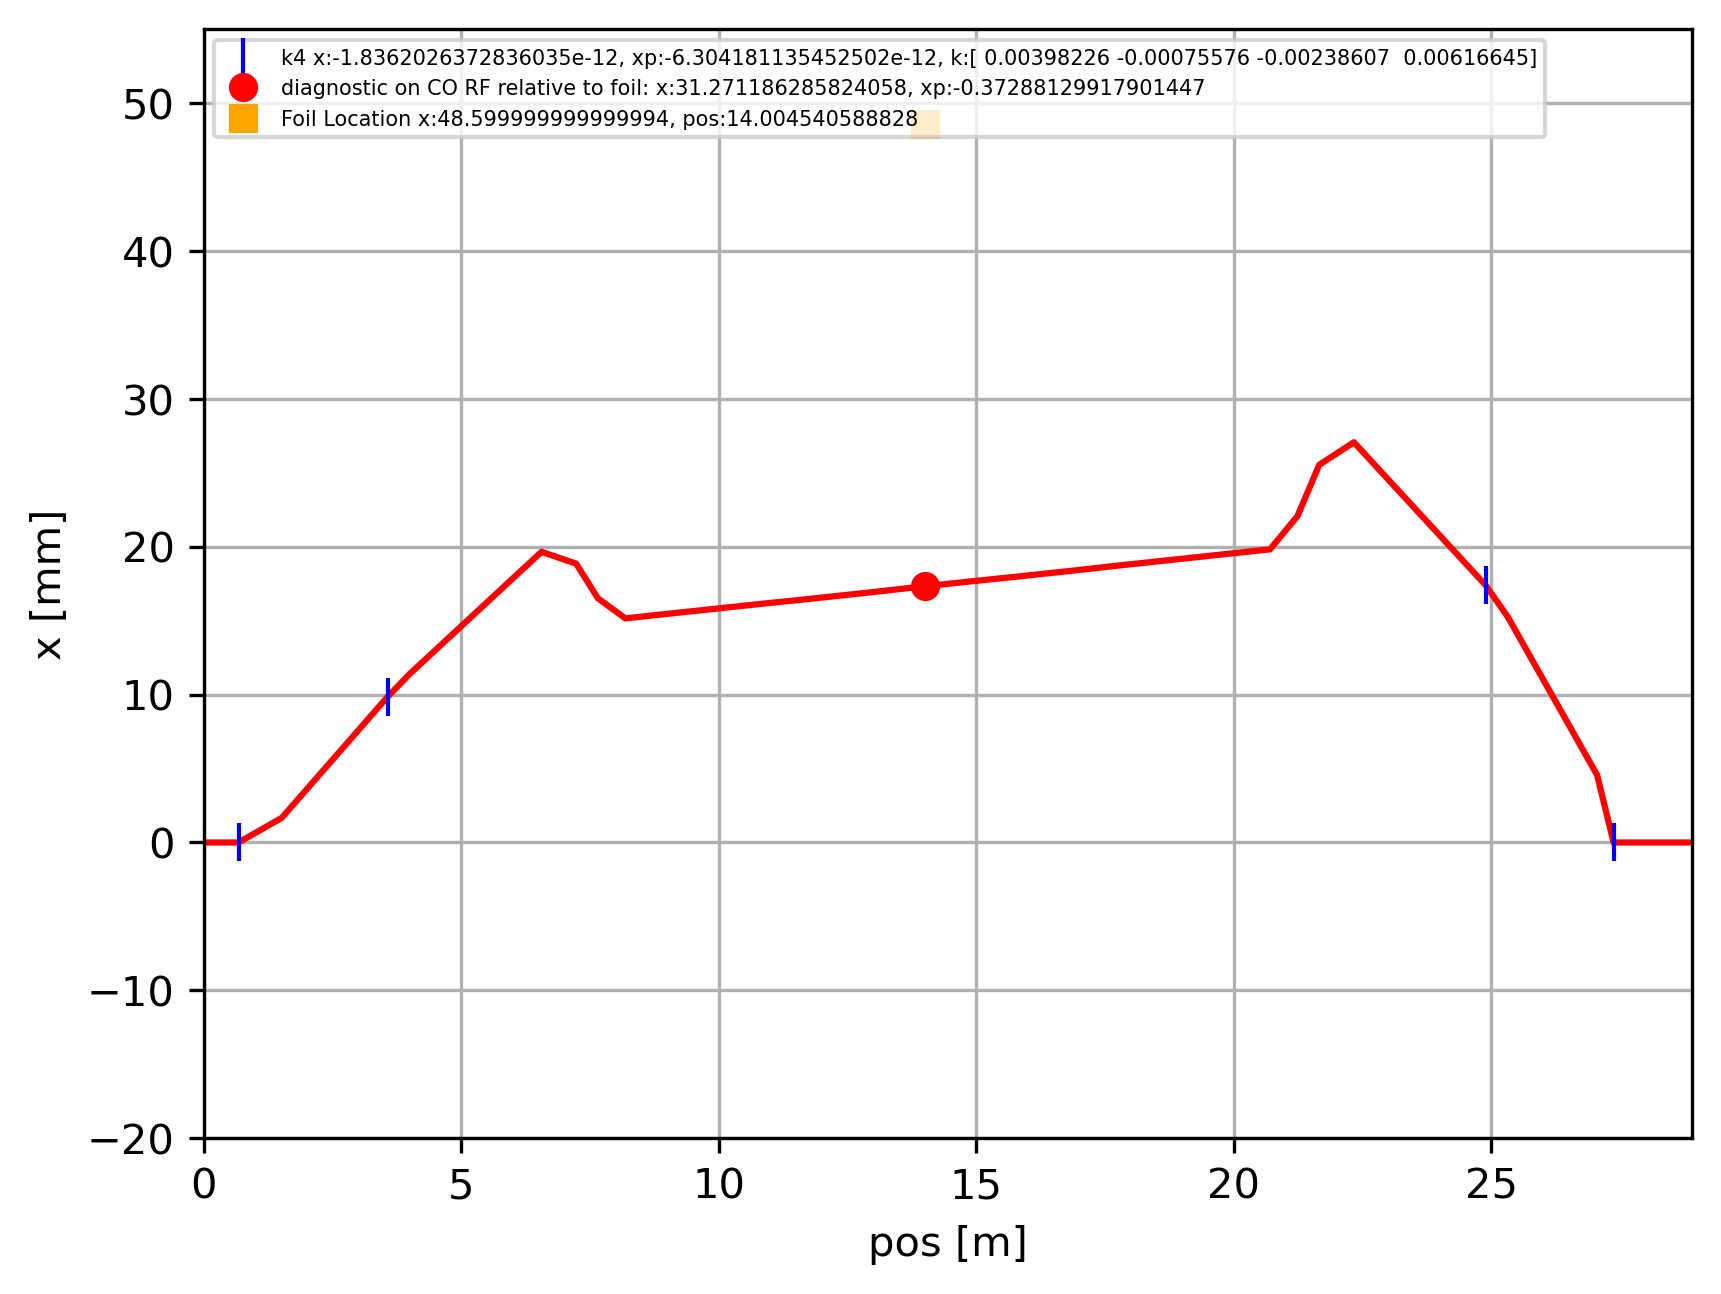 k4 x:-1.8362026372836035e-12, xp:-6.304181135452502e-12, k:[ 0.00398226 -0.00075576 -0.00238607  0.00616645]
diagnostic on CO RF relative to foil: x:31.271186285824058, xp:-0.37288129917901447
Foil Location x:48.599999999999994, pos:14.004540588828
50
40
30
20
10
0
−10
−20
x [mm]
0 5 10 15 20 25
pos [m]